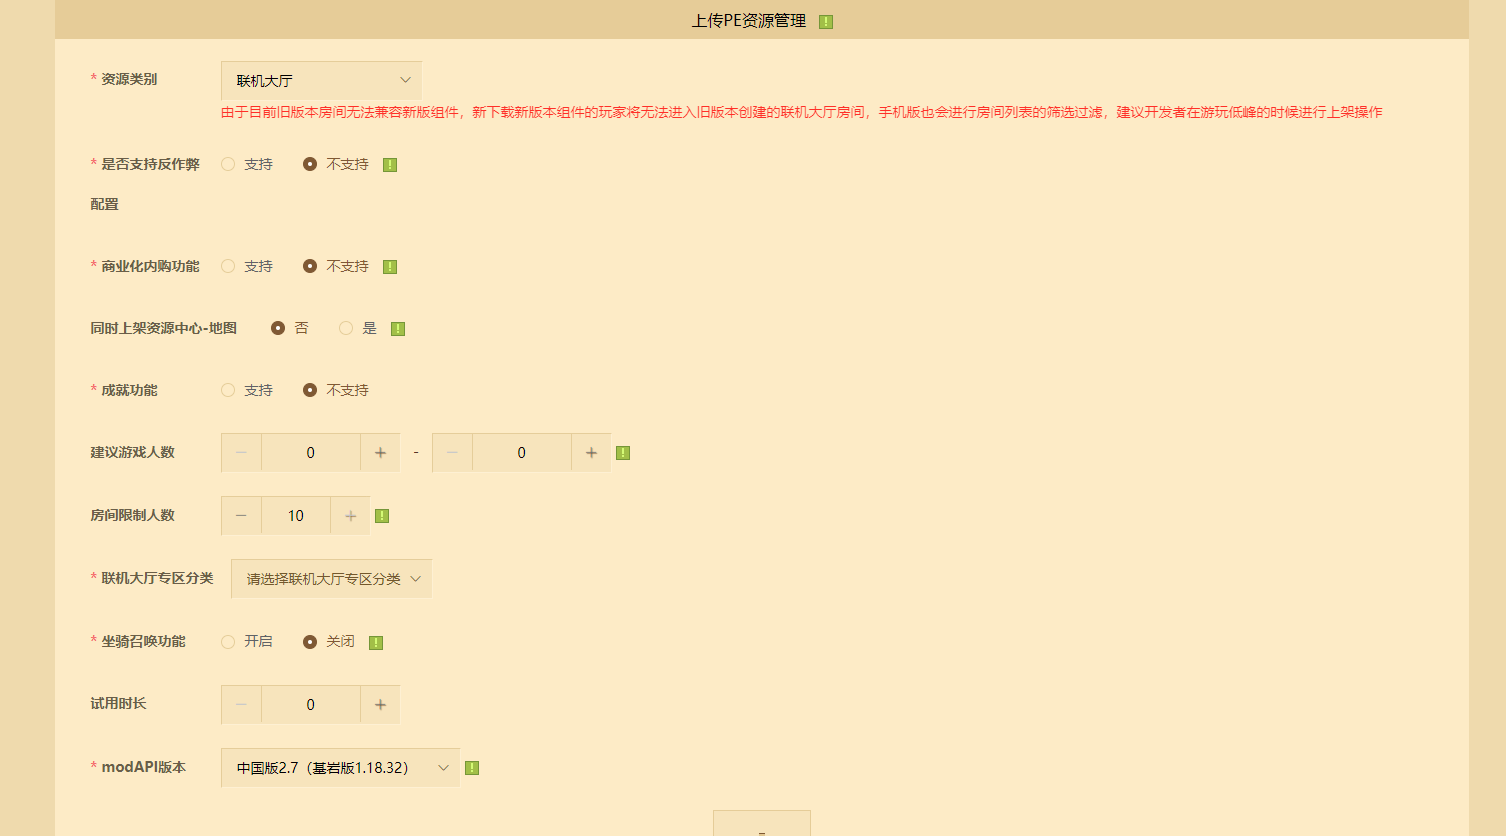 上传PE资源管理 !
* 资源类别 联机大厅
由于目前旧版本房间无法兼容新版组件，新下载新版本组件的玩家将无法进入旧版本创建的联机大厅房间，手机版也会进行房间列表的筛选过滤，建议开发者在游玩低峰的时候进行上架操作
* 是否支持反作弊 支持 不支持 !
配置
* 商业化内购功能 支持 不支持 !
同时上架资源中心-地图 否 是 !
* 成就功能 支持 不支持
建议游戏人数 − 0 + - − 0 + !
房间限制人数 − 10 + !
* 联机大厅专区分类 请选择联机大厅专区分类
* 坐骑召唤功能 开启 关闭 !
试用时长 − 0 +
* modAPI版本 中国版2.7（基岩版1.18.32） !